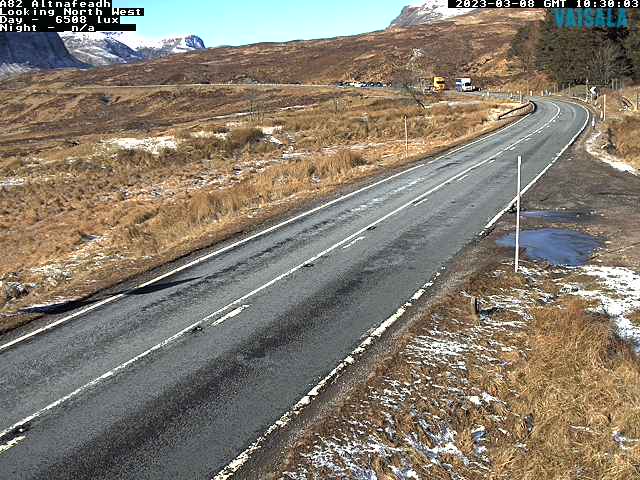 A82 Altnafeadh
Looking North West
Day - 6508 lux
Night - n/a
2023-03-08 GMT 10:30:03
VAISALA